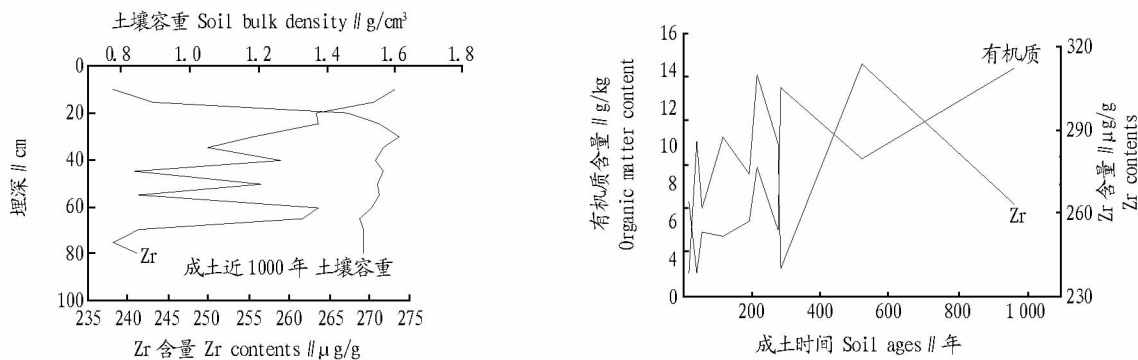 土壤容重 Soil bulk density∥g/cm³
0.8 1.0 1.2 1.4 1.6 1.8
0
20
40
60
80
100
埋深∥cm
Zr
成土近1000年 土壤容重
235 240 245 250 255 260 265 270 275
Zr 含量 Zr contents∥μg/g
16
14
12
10
8
6
4
2
0
有机质含量∥g/kg
Organic matter content
有机质
Zr
320
290
260
230
Zr 含量∥μg/g
Zr contents
0 200 400 600 800 1 000
成土时间 Soil ages∥年